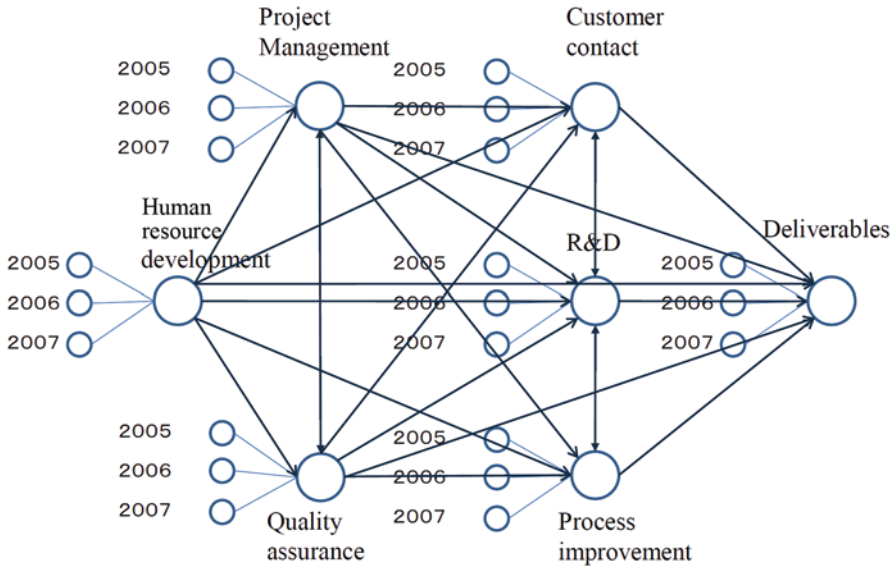 Project
Management
2005
2006
2007
Customer
contact
2005
2006
2007
Human
resource
development
2005
2006
2007
R&D
2005
2006
2007
Deliverables
2005
2006
2007
2005
2006
2007
Quality
assurance
2005
2006
2007
Process
improvement